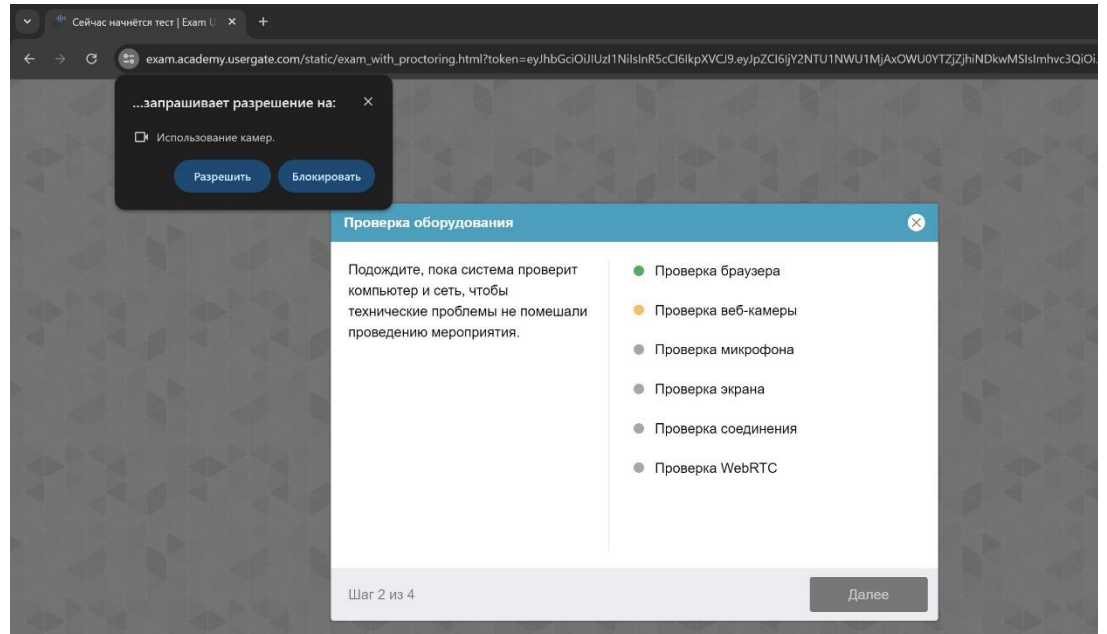 Сейчас начнётся тест | Exam U
exam.academy.usergate.com/static/exam_with_proctoring.html?token=eyJhbGciOiJIUzI1NiIsInR5cCI6IkpXVCJ9.eyJpZCI6IjY2NTU1NWU1MjAxOWU0YTZjZjhiNDkwMSIsImhvc3QiOi
...запрашивает разрешение на:
Использование камер.
Разрешить Блокировать
Проверка оборудования
Подождите, пока система проверит
компьютер и сеть, чтобы
технические проблемы не помешали
проведению мероприятия.
Проверка браузера
Проверка веб-камеры
Проверка микрофона
Проверка экрана
Проверка соединения
Проверка WebRTC
Шаг 2 из 4
Далее